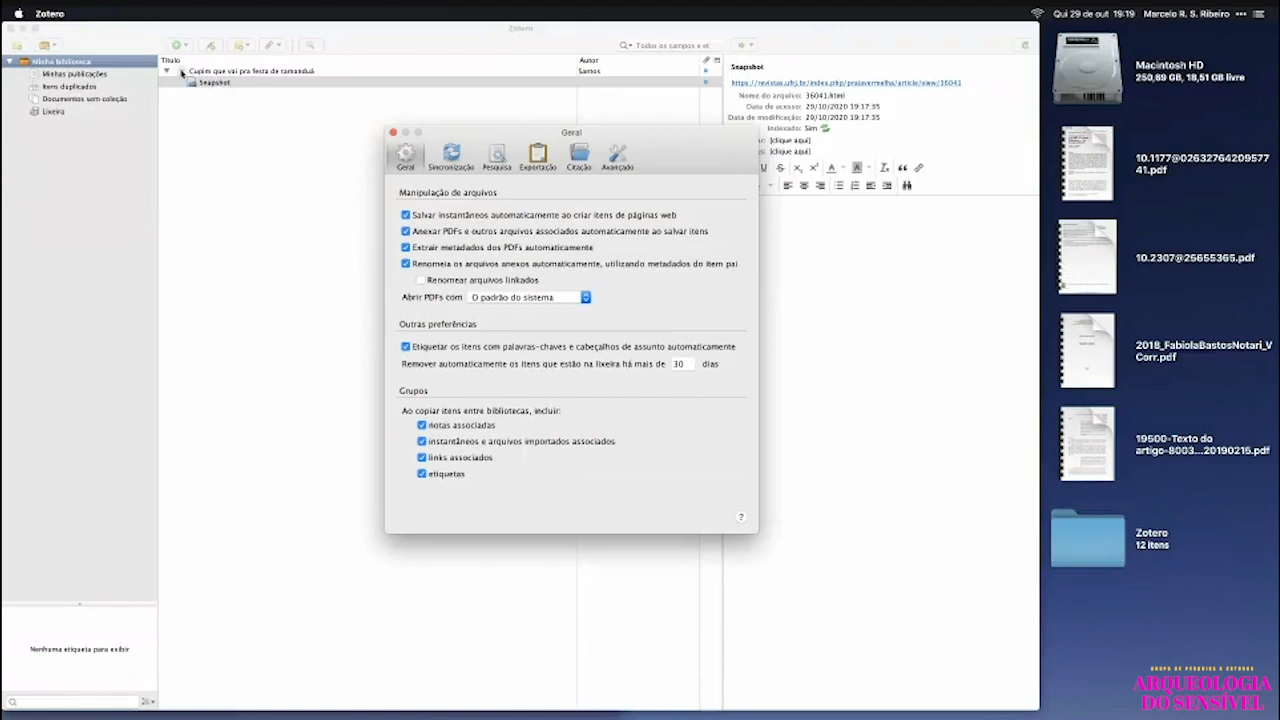 Zotero
Qui 29 de out 19:18 Marcelo R. S. Ribeiro
Zotero
Todos os campos e et
Minha biblioteca
Minhas publicações
Itens duplicados
Documentos sem coleção
Lixeira
Título
Autor
Cupim que vai pra festa de tamanduá
Santos
Snapshot
Snapshot
https://revistas.ufrj.br/index.php/praiavermelha/article/view/36041
Nome do arquivo: 36041.html
Data de acesso: 29/10/2020 19:17:35
Data de modificação: 29/10/2020 19:17:35
Indexado: Sim
[clique aqui]
[clique aqui]
Geral
Geral
Sincronização
Pesquisa
Exportação
Citação
Avançado
Manipulação de arquivos
Salvar instantâneos automaticamente ao criar itens de páginas web
Anexar PDFs e outros arquivos associados automaticamente ao salvar itens
Extrair metadados dos PDFs automaticamente
Renomeia os arquivos anexos automaticamente, utilizando metadados do item pai
Renomear arquivos linkados
Abrir PDFs com O padrão do sistema
Outras preferências
Etiquetar os itens com palavras-chaves e cabeçalhos de assunto automaticamente
Remover automaticamente os itens que estão na lixeira há mais de 30 dias
Grupos
Ao copiar itens entre bibliotecas, incluir:
notas associadas
instantâneos e arquivos importados associados
links associados
etiquetas
?
Nenhuma etiqueta para exibir
Macintosh HD
250,69 GB, 18,51 GB livre
10.1177@0263276420957741.pdf
10.2307@25655365.pdf
2018_FabíolaBastosNotari_V
Corr.pdf
19500-Texto do
artigo-8003...20190215.pdf
Zotero
12 itens
GRUPO DE PESQUISA E ESTUDOS
ARQUEOLOGIA
DO SENSÍVEL